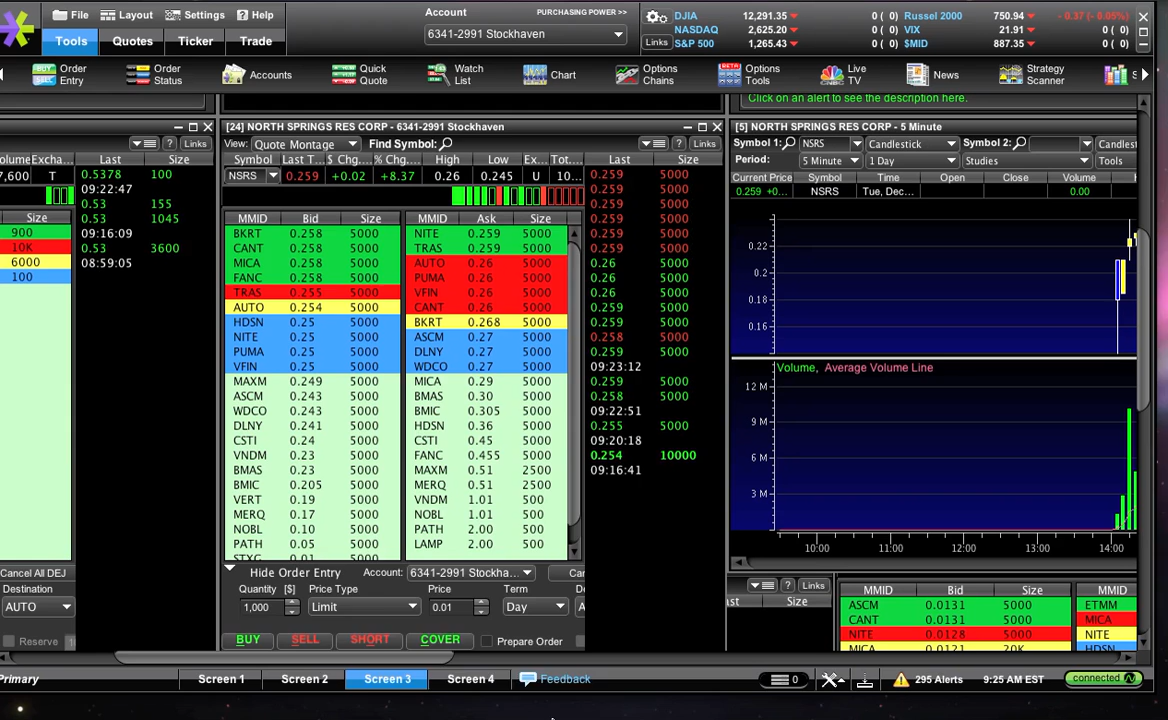 File Layout Settings Help
Account
PURCHASING POWER >>
6341-2991 Stockhaven
Links
DJIA 12,291.35 0 ( 0) Russel 2000 750.94 - 0.37 (- 0.05%)
NASDAQ 2,625.20 0 ( 0) VIX 21.91 0 ( 0)
S&P 500 1,265.43 0 ( 0) $MID 887.35 0 ( 0)
Tools Quotes Ticker Trade
BUY SELL Order Entry
Order Status
Accounts
Quick Quote
Watch List
Chart
Options Chains
BETA Options Tools
Live TV
News
Strategy Scanner
Click on an alert to see the description here.
? Links
Last Size
7,600 T
09:22:47
0.5378 100
0.53 155
0.53 1045
09:16:09
0.53 3600
08:59:05
Size
900
10K
6000
100
Cancel All DEJ
Destination
AUTO
Reserve
[24] NORTH SPRINGS RES CORP - 6341-2991 Stockhaven
View: Quote Montage Find Symbol: ? Links
Symbol Last T... $ Chg.... % Chg... High Low Ex... Tot...
NSRS 0.259 +0.02 +8.37 0.26 0.245 U 10...
MMID Bid Size MMID Ask Size
BKRT 0.258 5000 NITE 0.259 5000
CANT 0.258 5000 TRAS 0.259 5000
MICA 0.258 5000 AUTO 0.26 5000
FANC 0.258 5000 PUMA 0.26 5000
TRAS 0.255 5000 VFIN 0.26 5000
AUTO 0.254 5000 CANT 0.26 5000
HDSN 0.25 5000 BKRT 0.268 5000
NITE 0.25 5000 ASCM 0.27 5000
PUMA 0.25 5000 DLNY 0.27 5000
VFIN 0.25 5000 WDCO 0.27 5000
MAXM 0.249 5000 MICA 0.29 5000
ASCM 0.243 5000 BMAS 0.30 5000
WDCO 0.243 5000 BMIC 0.305 5000
DLNY 0.241 5000 HDSN 0.36 5000
CSTI 0.24 5000 CSTI 0.45 5000
VNDM 0.23 5000 FANC 0.455 5000
BMAS 0.23 5000 MAXM 0.51 2500
BMIC 0.205 5000 MERQ 0.51 2500
VERT 0.19 5000 VNDM 1.01 500
MERQ 0.17 5000 NOBL 1.01 500
NOBL 0.10 5000 PATH 2.00 500
PATH 0.05 5000 LAMP 2.00 500
STXG 0.01 5000
Last Size
0.259 5000
0.259 5000
0.259 5000
0.259 5000
0.259 5000
0.259 5000
0.26 5000
0.26 5000
0.26 5000
0.259 5000
0.259 5000
0.258 5000
0.259 5000
09:23:12
0.259 5000
0.258 5000
09:22:51
0.255 5000
09:20:18
0.254 10000
09:16:41
Hide Order Entry Account: 6341-2991 Stockha...
Quantity [$] Price Type Price Term
1,000 Limit 0.01 Day
BUY SELL SHORT COVER Prepare Order
[5] NORTH SPRINGS RES CORP - 5 Minute
Symbol 1: NSRS Candlestick Symbol 2: Candles
Period: 5 Minute 1 Day Studies Tools
Current Price Symbol Time Open Close Volume
0.259 +0... NSRS Tue, Dec... 0.00
0.22
0.2
0.18
0.16
Volume, Average Volume Line
12 M
9 M
6 M
3 M
10:00 11:00 12:00 13:00 14:00
? Links
Size
MMID Bid Size MMID
ASCM 0.0131 5000 ETMM
CANT 0.0131 5000 MICA
NITE 0.0128 5000 NITE
MICA 0.0121 20K HDSN
Primary Screen 1 Screen 2 Screen 3 Screen 4 Feedback 0 295 Alerts 9:25 AM EST connected